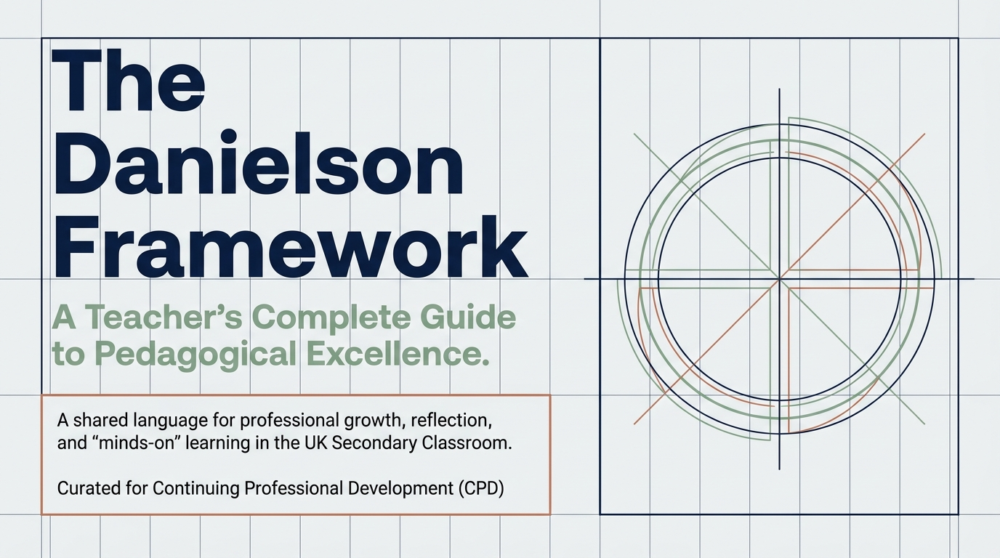 The
Danielson
Framework
A Teacher’s Complete Guide
to Pedagogical Excellence.
A shared language for professional growth, reflection,
and “minds-on” learning in the UK Secondary Classroom.
Curated for Continuing Professional Development (CPD)